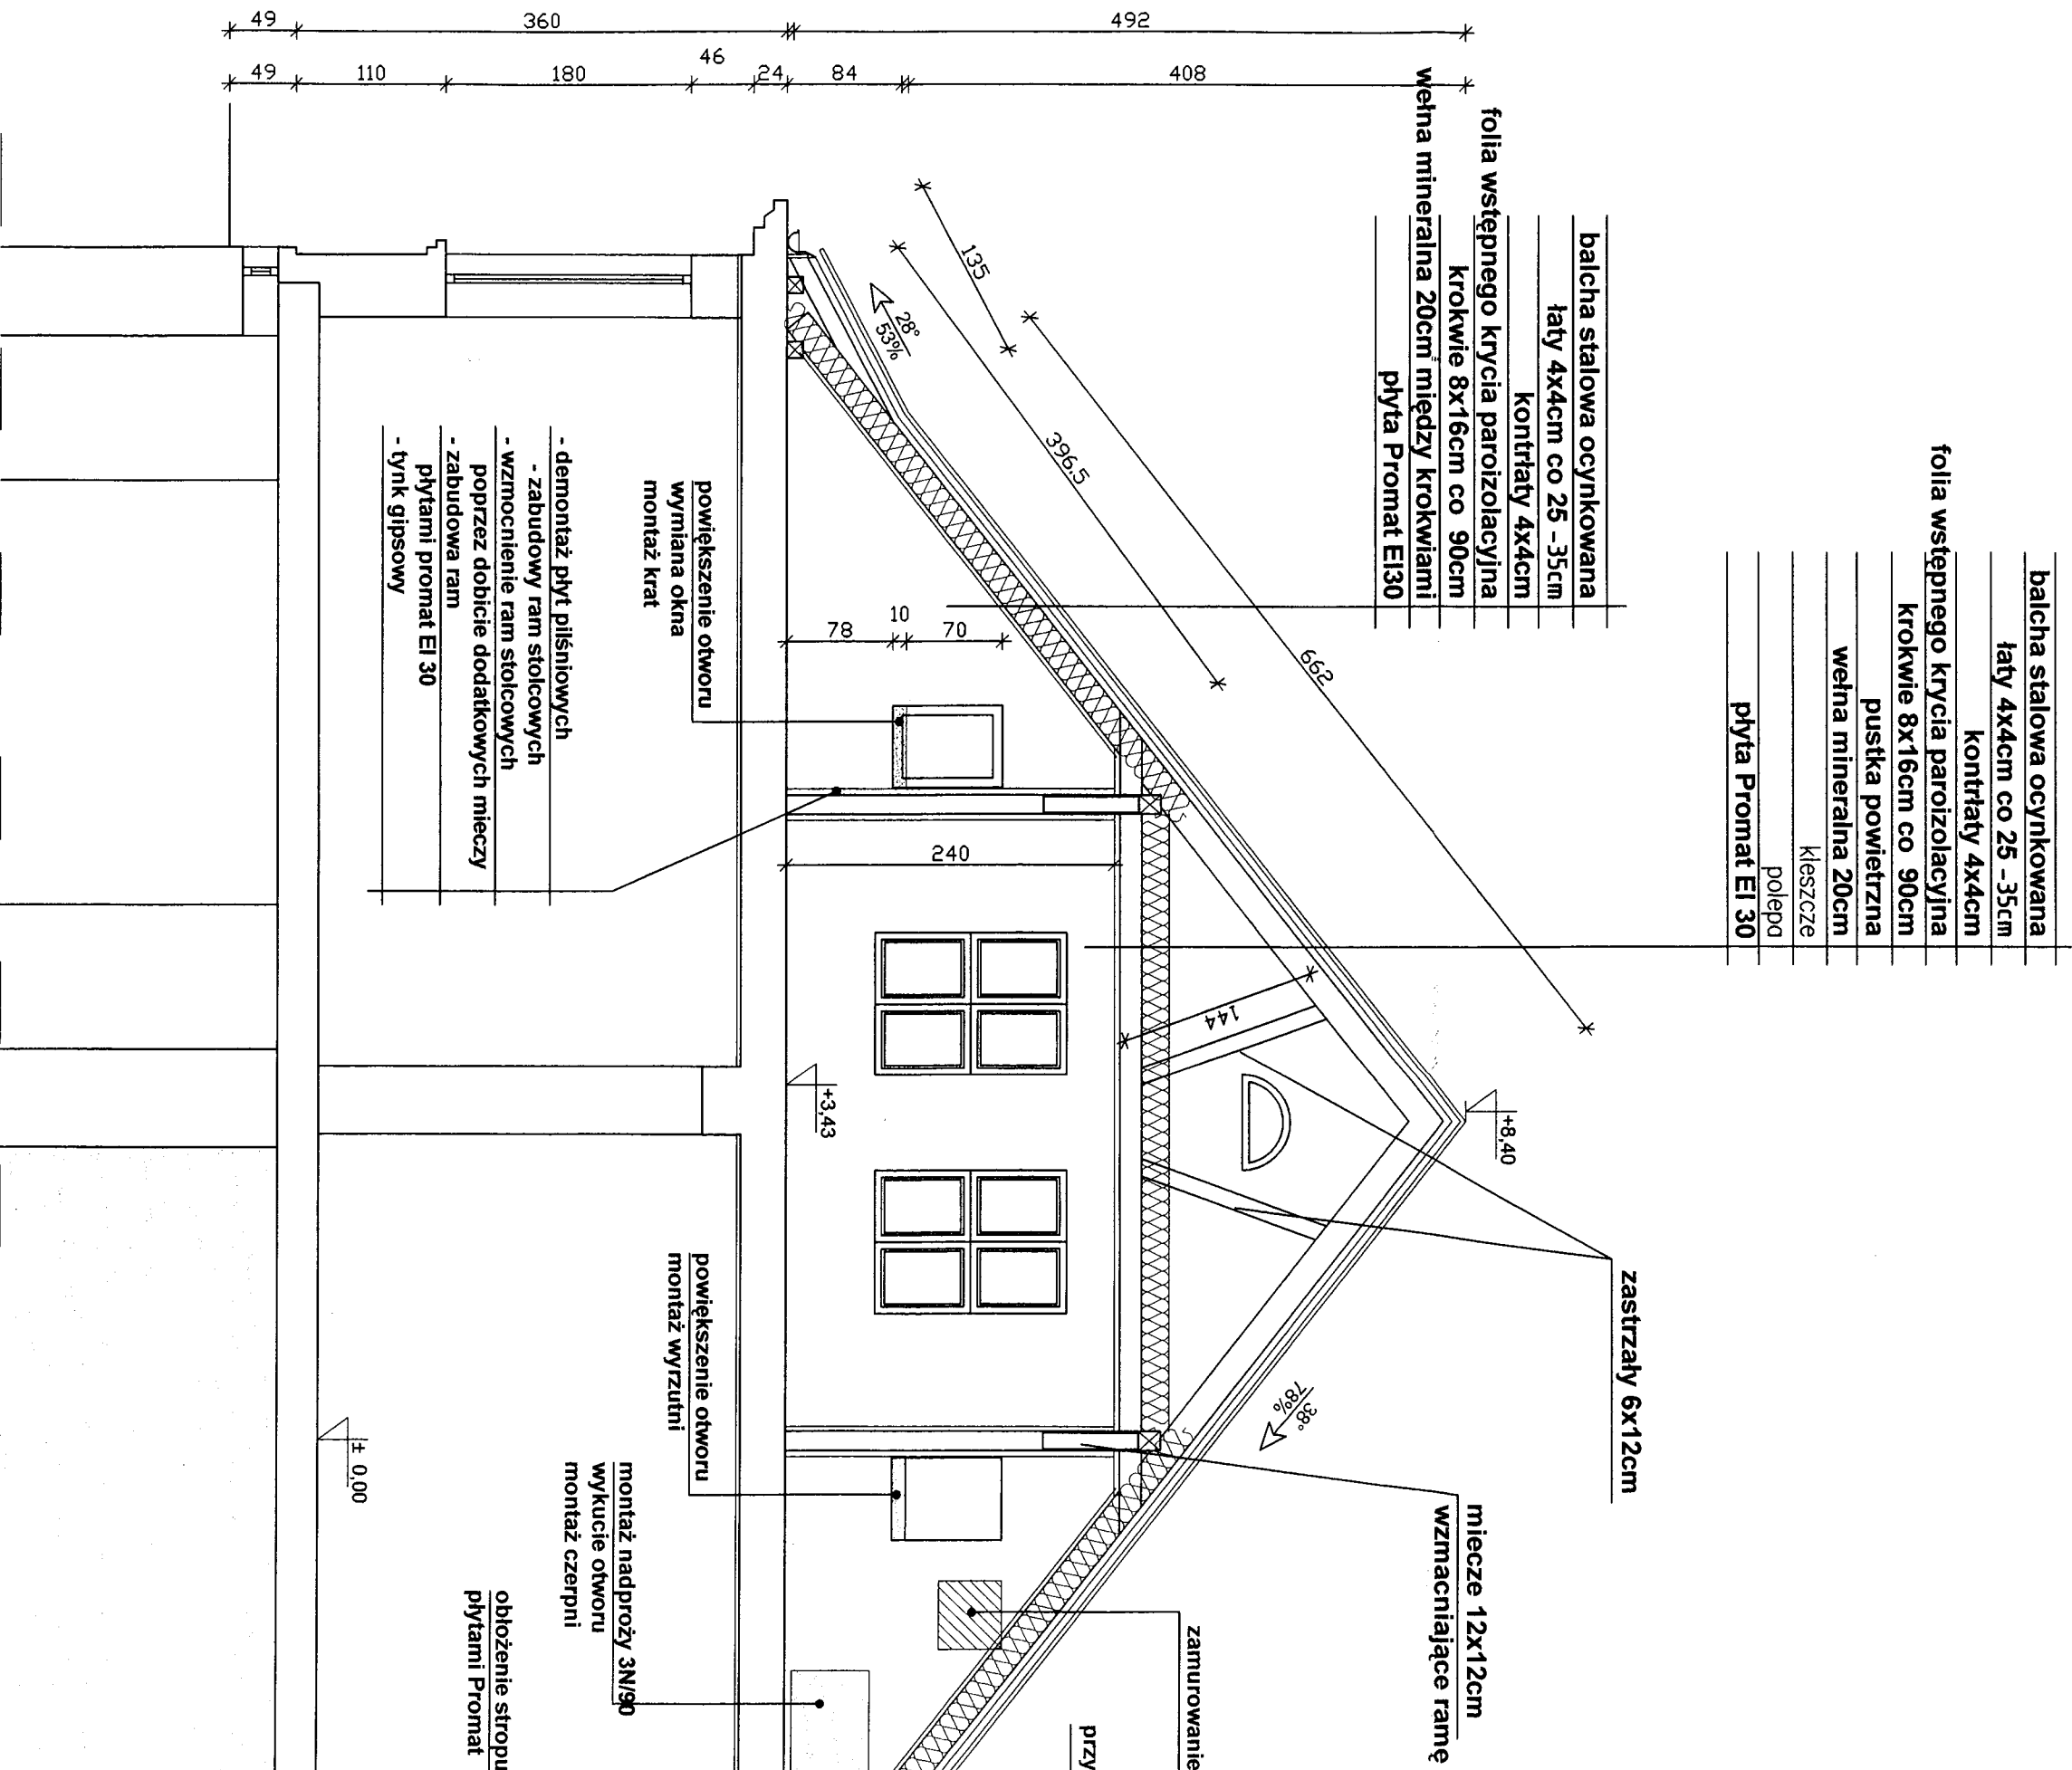 49
360
492
49
110
180
46
24
84
408
balcha stalowa ocynkowana
łaty 4x4cm co 25 -35cm
kontrłaty 4x4cm
folia wstępnego krycia paroizolacyjna
krokwie 8x16cm co 90cm
wełna mineralna 20cm między krokwiami
płyta Promat EI30
balcha stalowa ocynkowana
łaty 4x4cm co 25 -35cm
kontrłaty 4x4cm
folia wstępnego krycia paroizolacyjna
krokwie 8x16cm co 90cm
pustka powietrzna
wełna mineralna 20cm
kleszcze
polepa
płyta Promat EI 30
135
396.5
662
28°
53%
78
10
70
240
144
powiększenie otworu
wymiana okna
montaż krat
- demontaż płyt pilśniowych
- zabudowy ram stolcowych
- wzmocnienie ram stolcowych
poprzez dobicie dodatkowych mieczy
- zabudowa ram
płytami promat EI 30
- tynk gipsowy
+3,43
+8,40
± 0,00
38°
78%
zastrzały 6x12cm
miecze 12x12cm
wzmacniające ramę
powiększenie otworu
montaż wyrzutni
montaż nadproży 3N/90
wykucie otworu
montaż czerpni
zamurowanie
przy
obłożenie stropu
płytami Promat